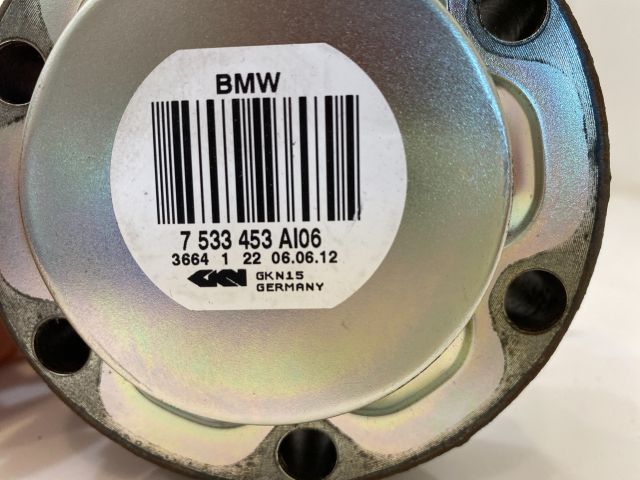 BMW
7 533 453 AI06
3664 1 22 06.06.12
GKN GKN15
GERMANY